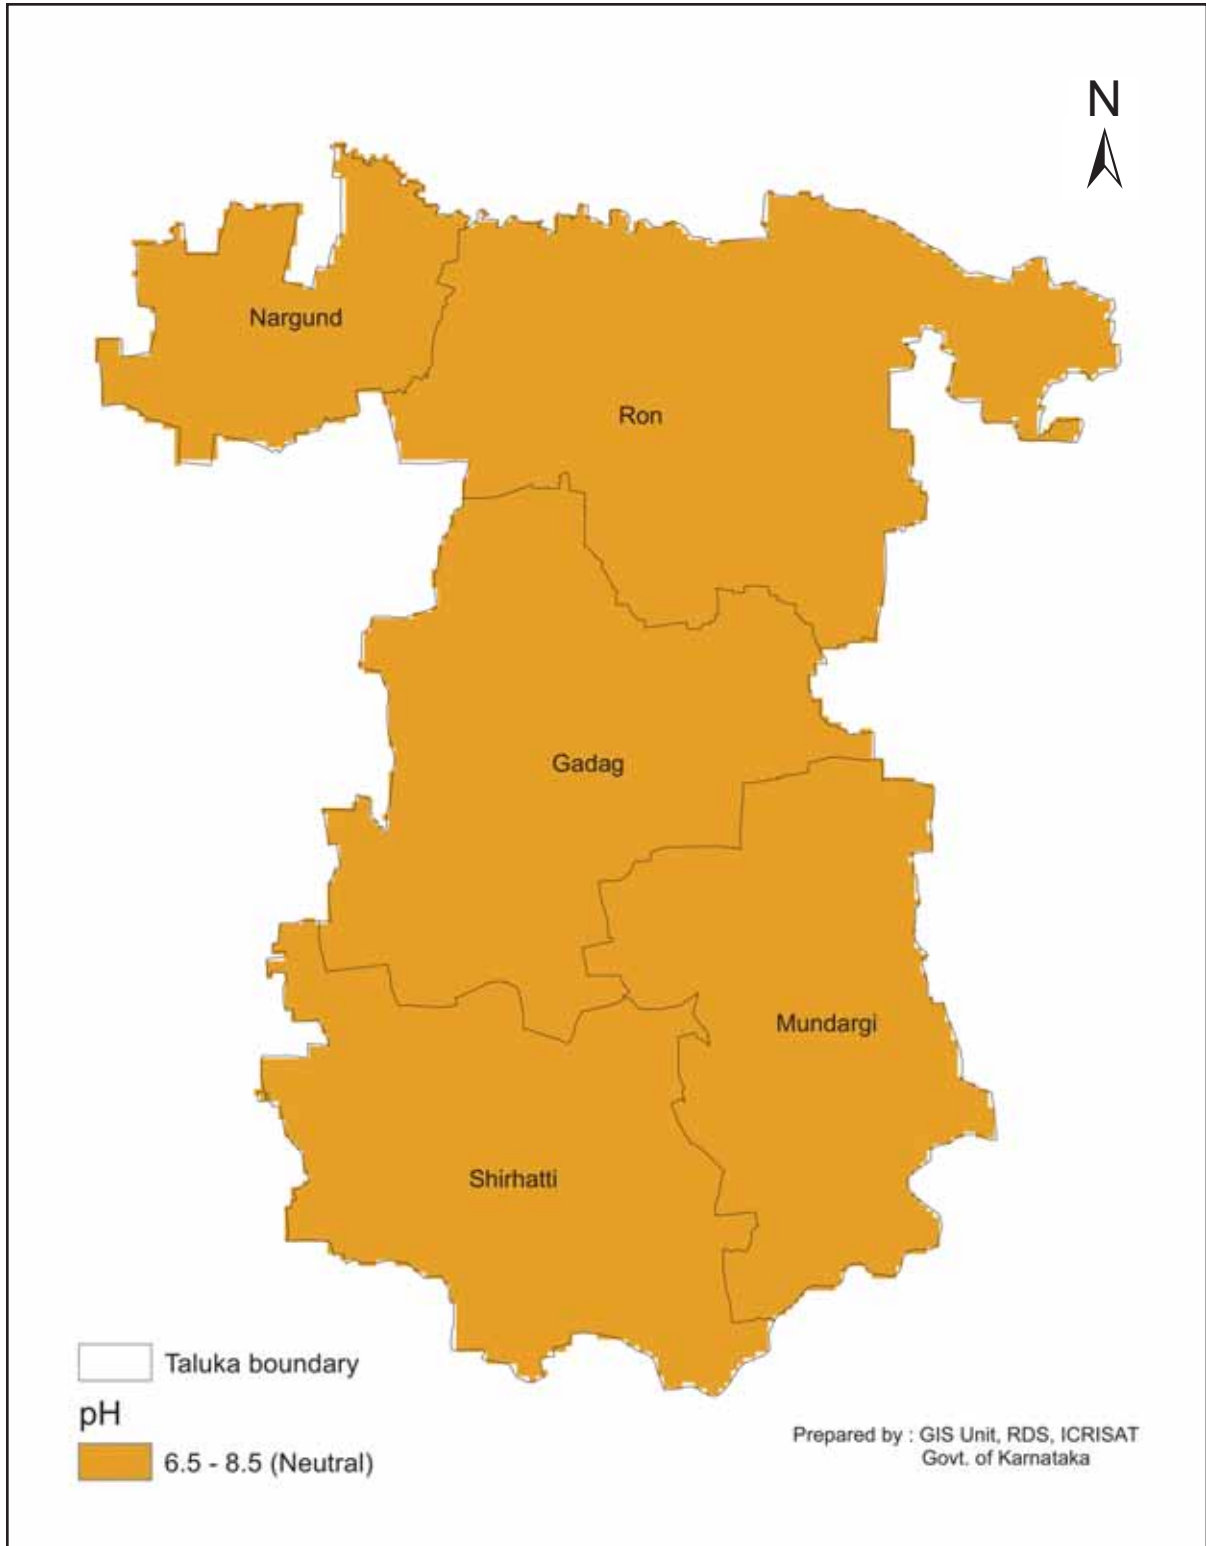 N
Nargund
Ron
Gadag
Mundargi
Shirhatti
Taluka boundary
pH
6.5 - 8.5 (Neutral)
Prepared by : GIS Unit, RDS, ICRISAT
Govt. of Karnataka